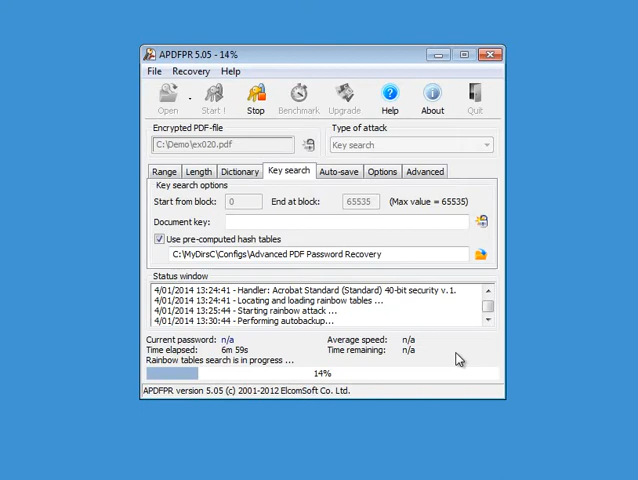 APDFPR 5.05 - 14%
File Recovery Help
Open Start ! Stop Benchmark Upgrade Help About Quit
Encrypted PDF-file Type of attack
C:\Demo\ex020.pdf Key search
Range Length Dictionary Key search Auto-save Options Advanced
Key search options
Start from block: 0 End at block: 65535 (Max value = 65535)
Document key:
Use pre-computed hash tables
C:\MyDirsC\Configs\Advanced PDF Password Recovery
Status window
4/01/2014 13:24:41 - Handler: Acrobat Standard (Standard) 40-bit security v.1.
4/01/2014 13:24:41 - Locating and loading rainbow tables ...
4/01/2014 13:25:44 - Starting rainbow attack ...
4/01/2014 13:30:44 - Performing autobackup...
Current password: n/a Average speed: n/a
Time elapsed: 6m 59s Time remaining: n/a
Rainbow tables search is in progress ...
14%
APDFPR version 5.05 (c) 2001-2012 ElcomSoft Co. Ltd.